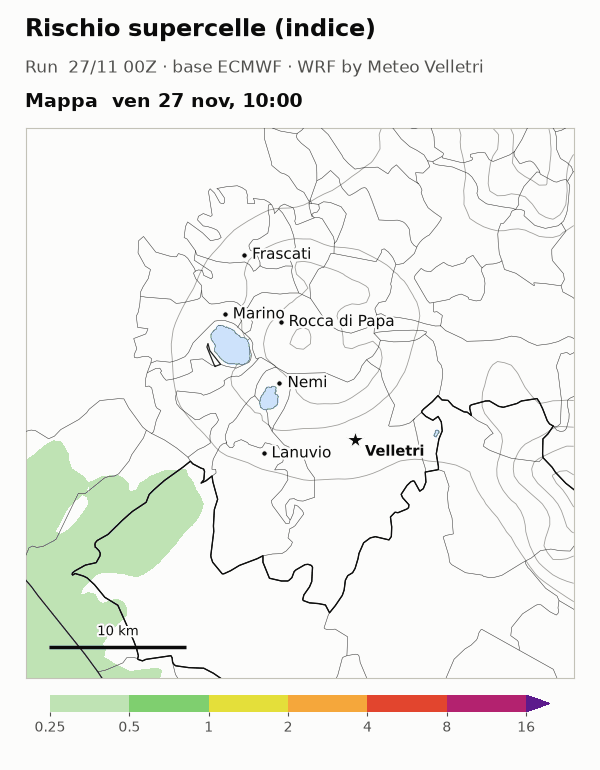 Rischio supercelle (indice)
Run  27/11 00Z · base ECMWF · WRF by Meteo Velletri
Mappa  ven 27 nov, 10:00
Frascati
Marino
Rocca di Papa
Nemi
Velletri
Lanuvio
10 km
0.25 0.5 1 2 4 8 16